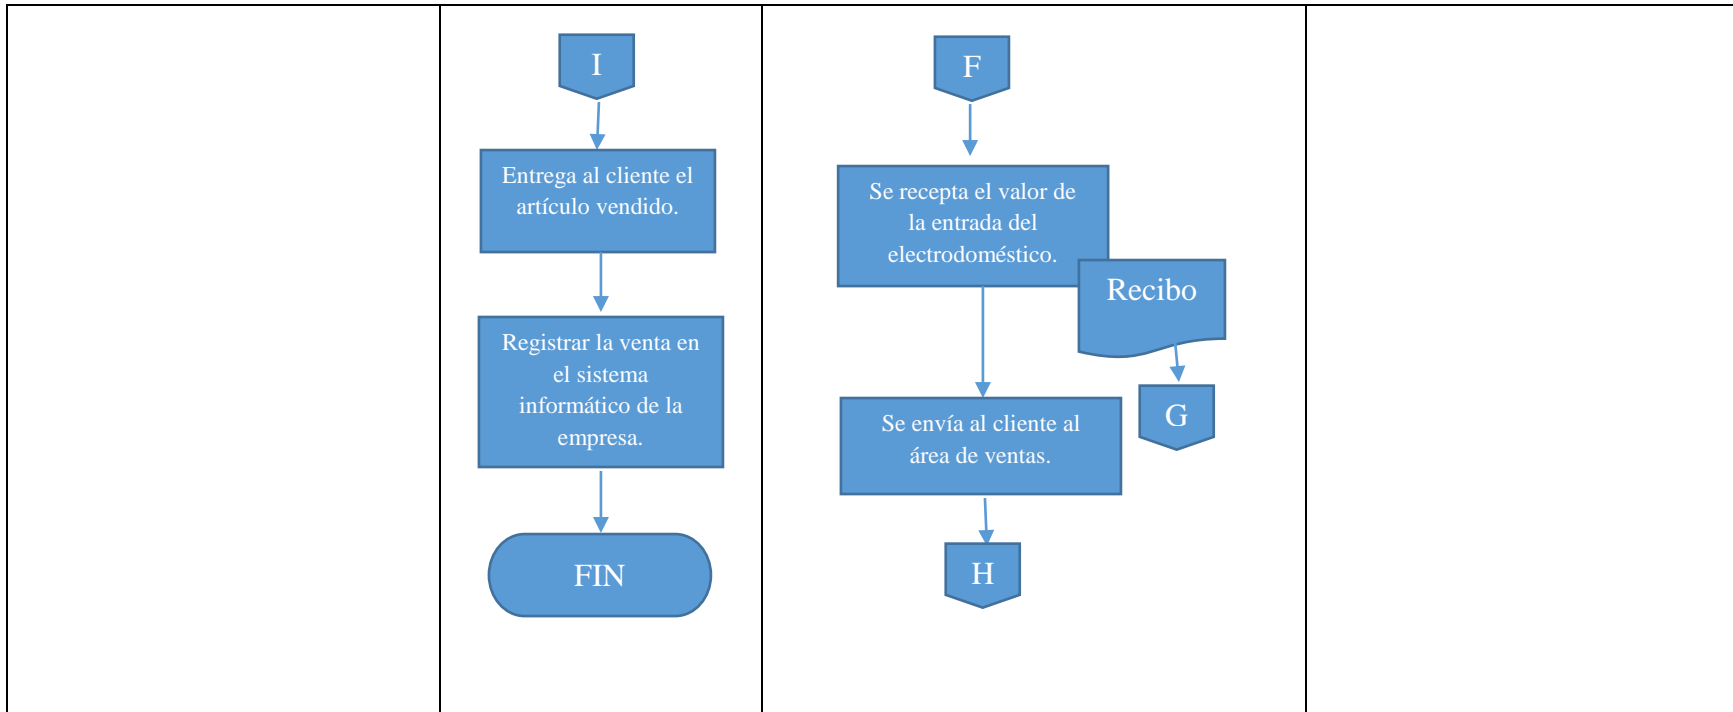 I
Entrega al cliente el
artículo vendido.
Registrar la venta en
el sistema
informático de la
empresa.
FIN
F
Se recepta el valor de
la entrada del
electrodoméstico.
Recibo
G
Se envía al cliente al
área de ventas.
H